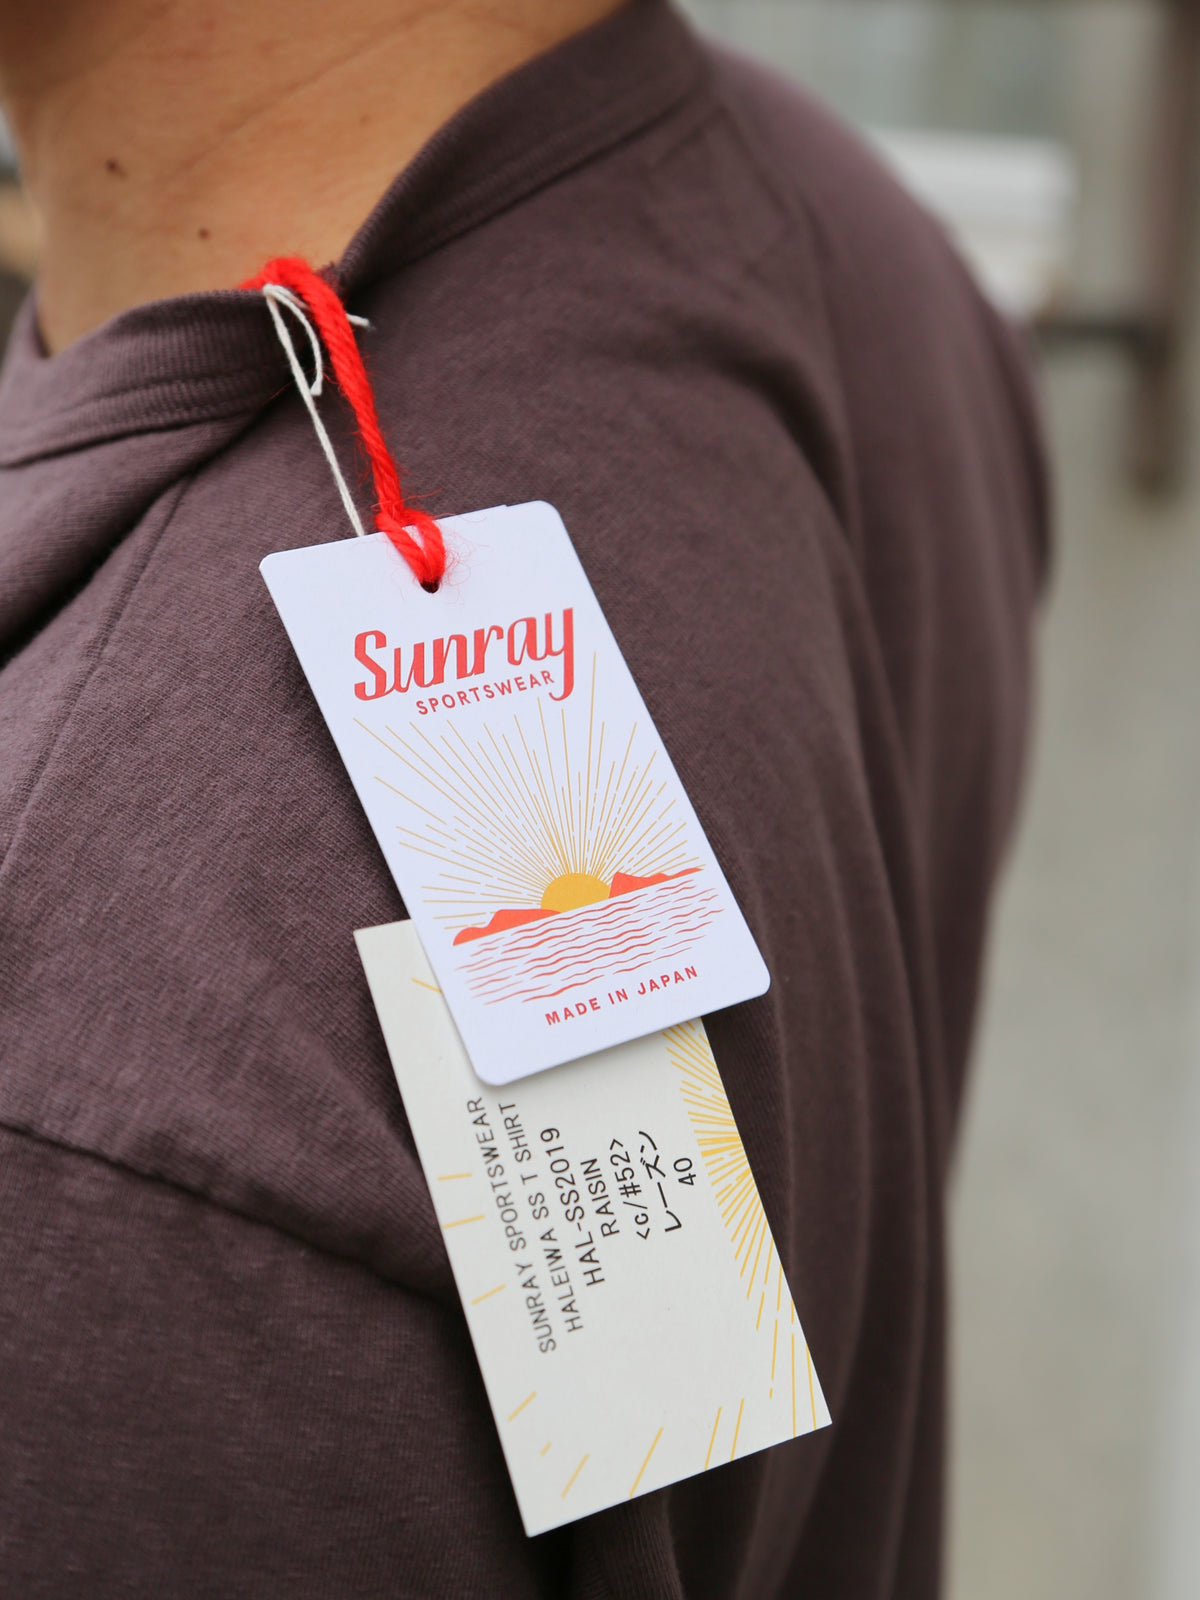 Sunray
SPORTSWEAR
MADE IN JAPAN
SUNRAY SPORTSWEAR
HALEIWA SS T SHIRT
HAL-SS2019
RAISIN
<c/#52>
レーズン
40